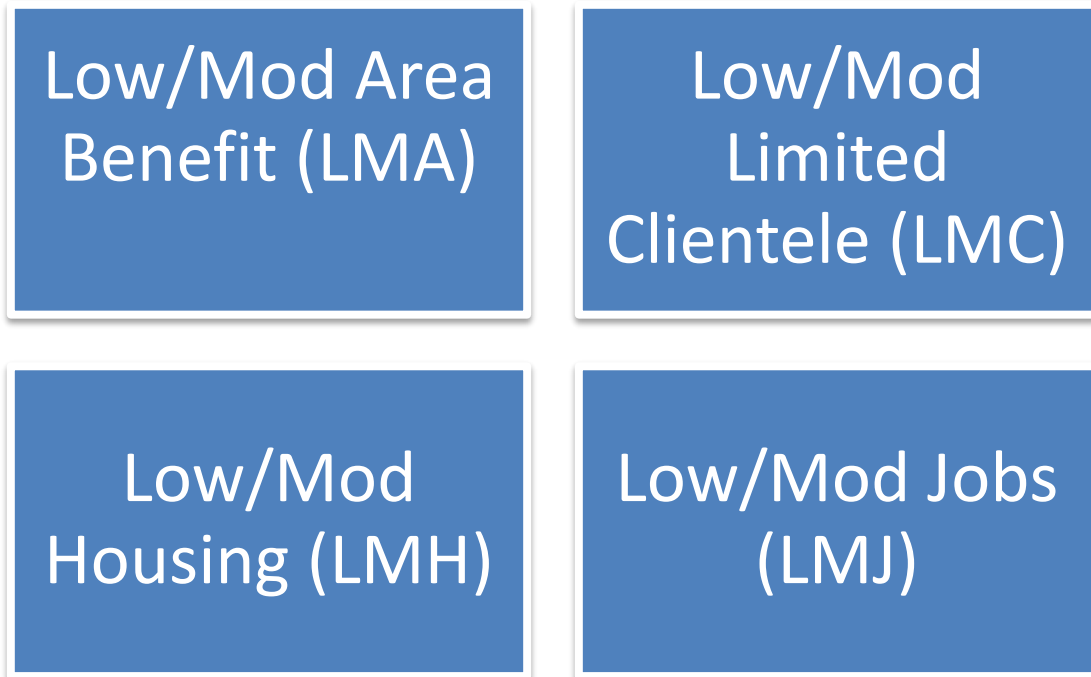 Low/Mod Area
Benefit (LMA)
Low/Mod
Limited
Clientele (LMC)
Low/Mod
Housing (LMH)
Low/Mod Jobs
(LMJ)